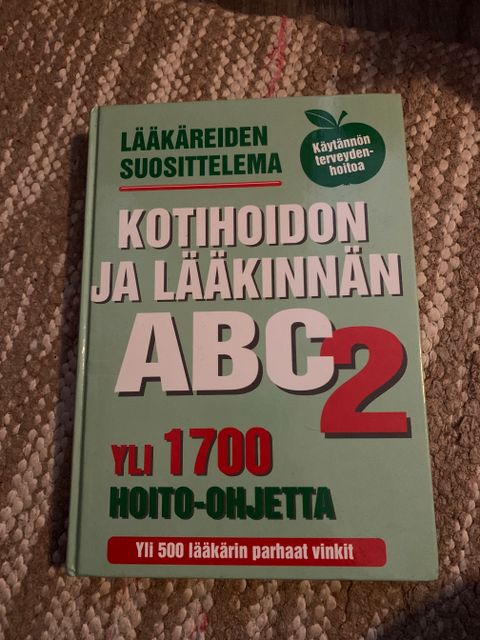 LÄÄKÄREIDEN
SUOSITTELEMA
Käytännön
terveyden-
hoitoa
KOTIHOIDON
JA LÄÄKINNÄN
ABC2
YLI 1700
HOITO-OHJETTA
Yli 500 lääkärin parhaat vinkit